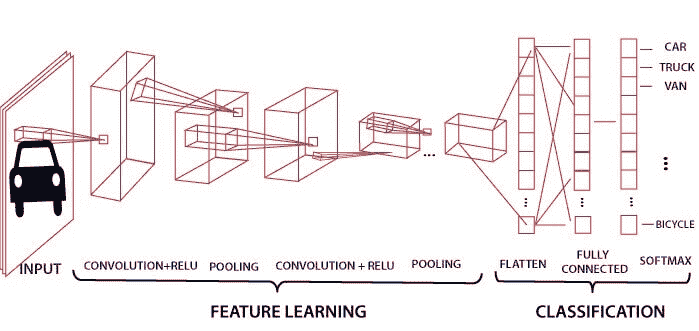 CAR
TRUCK
VAN
...
...
BICYCLE
INPUT
CONVOLUTION+RELU
POOLING
CONVOLUTION + RELU
POOLING
FLATTEN
FULLY
CONNECTED
SOFTMAX
FEATURE LEARNING
CLASSIFICATION